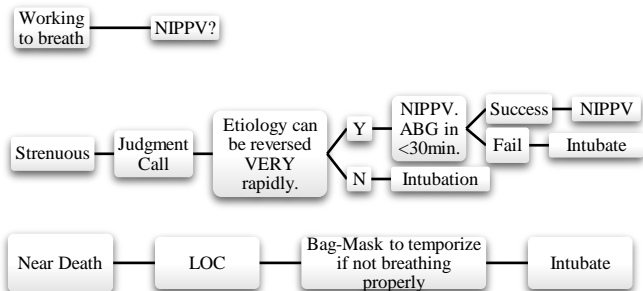 Working
to breath
NIPPV?
Strenuous
Judgment
Call
Etiology can
be reversed
VERY
rapidly.
Y
NIPPV.
ABG in
<30min.
Success
NIPPV
Fail
Intubate
N
Intubation
Near Death
LOC
Bag-Mask to temporize
if not breathing
properly
Intubate